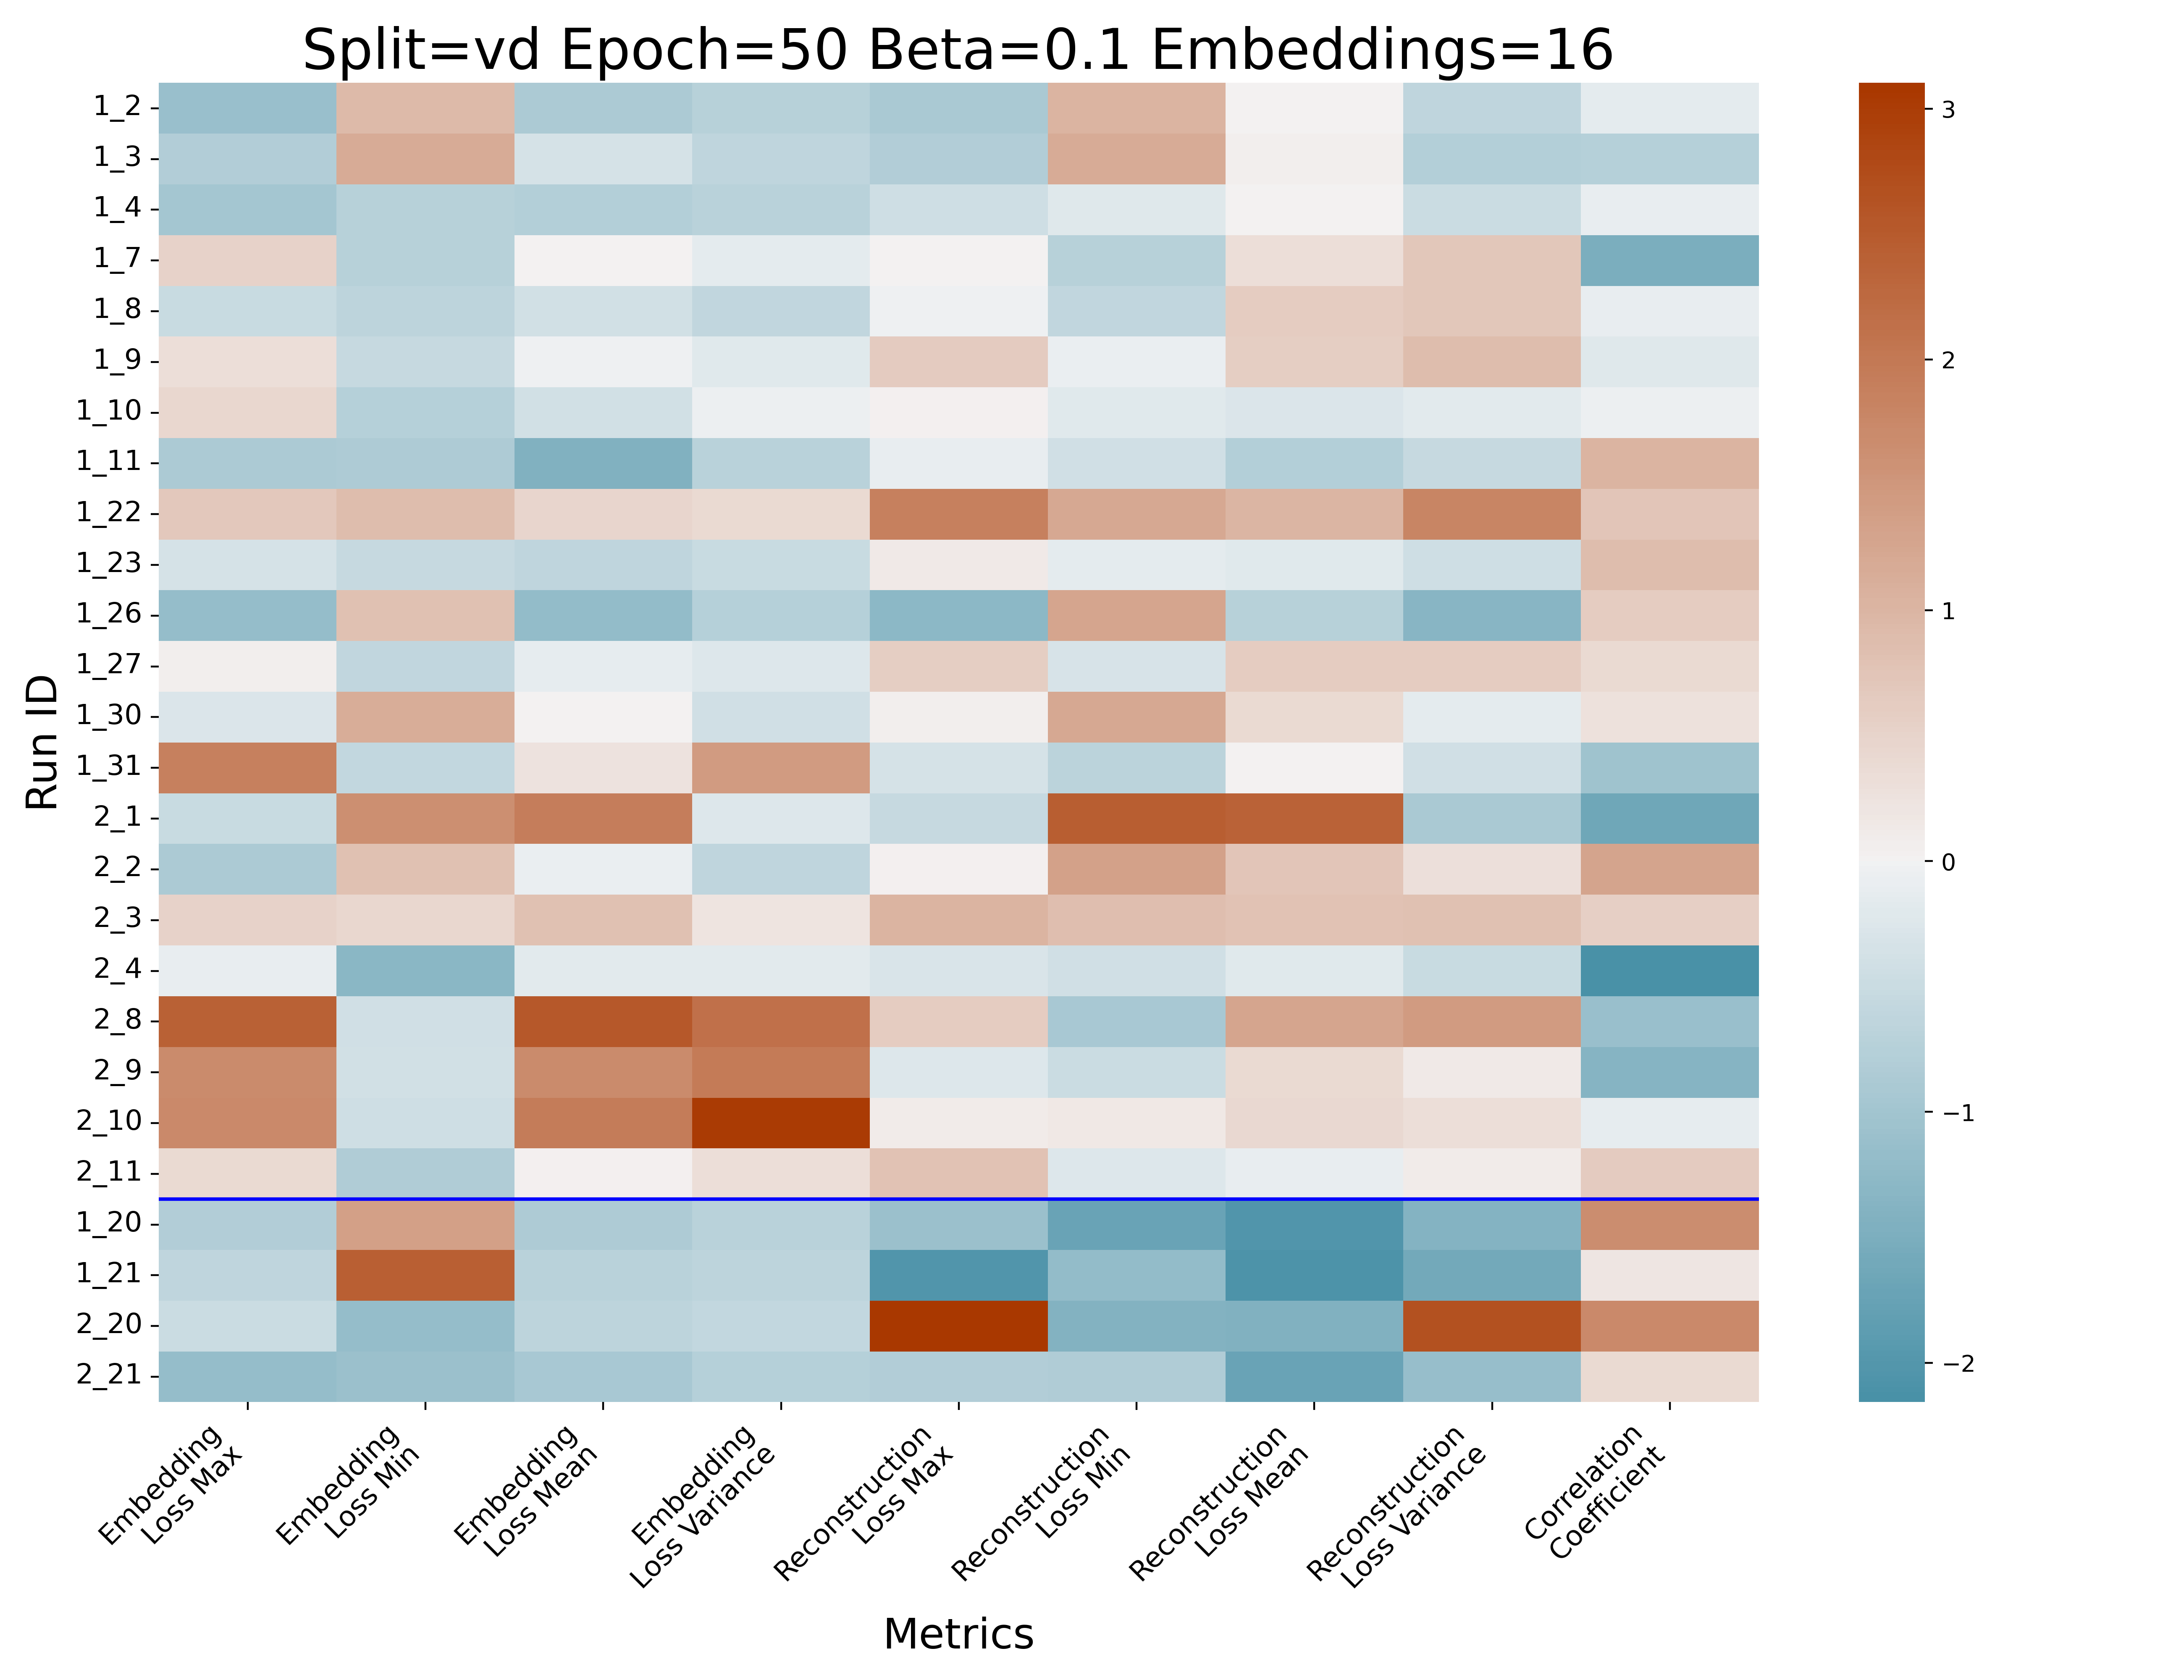 Split=vd Epoch=50 Beta=0.1 Embeddings=16
Run ID
1_2
1_3
1_4
1_7
1_8
1_9
1_10
1_11
1_22
1_23
1_26
1_27
1_30
1_31
2_1
2_2
2_3
2_4
2_8
2_9
2_10
2_11
1_20
1_21
2_20
2_21
Embedding
Loss Max
Embedding
Loss Min
Embedding
Loss Mean
Embedding
Loss Variance
Reconstruction
Loss Max
Reconstruction
Loss Min
Reconstruction
Loss Mean
Reconstruction
Loss Variance
Correlation
Coefficient
Metrics
3
2
1
0
−1
−2